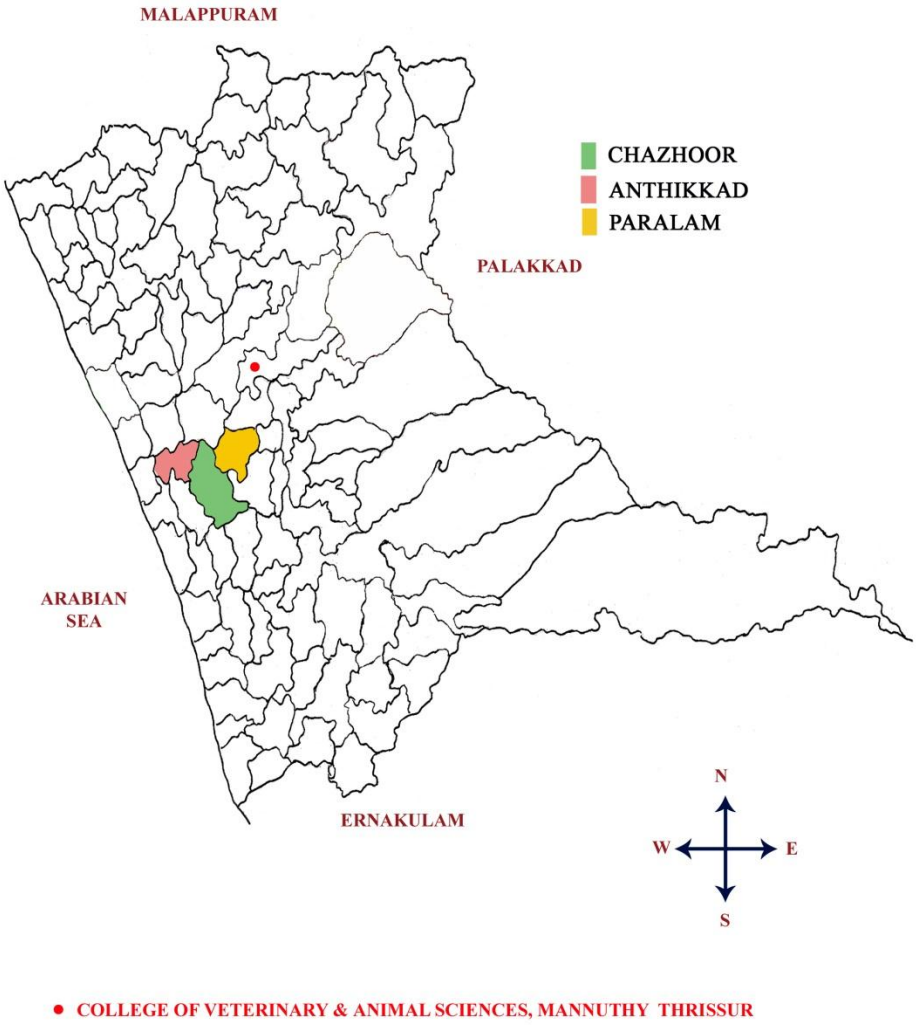 MALAPPURAM
CHAZHOOR
ANTHIKKAD
PARALAM
PALAKKAD
ARABIAN
SEA
ERNAKULAM
N
W E
S
COLLEGE OF VETERINARY & ANIMAL SCIENCES, MANNUTHY THRISSUR